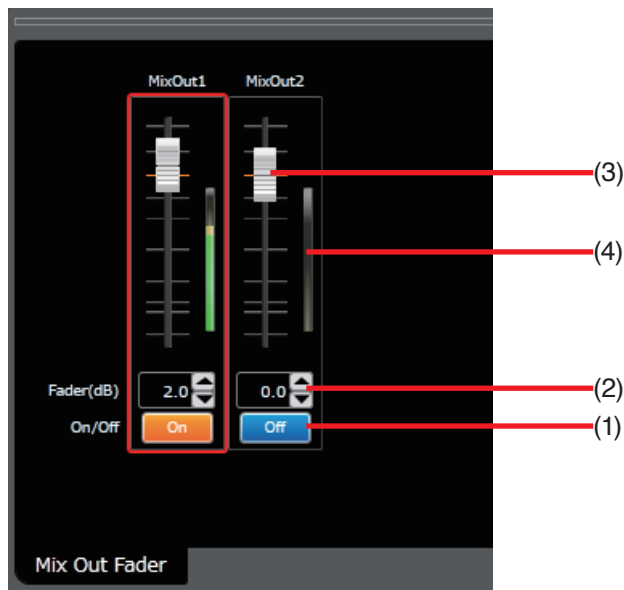 MixOut1 MixOut2
(3)
(4)
Fader(dB) 2.0 0.0 (2)
On/Off On Off (1)
Mix Out Fader